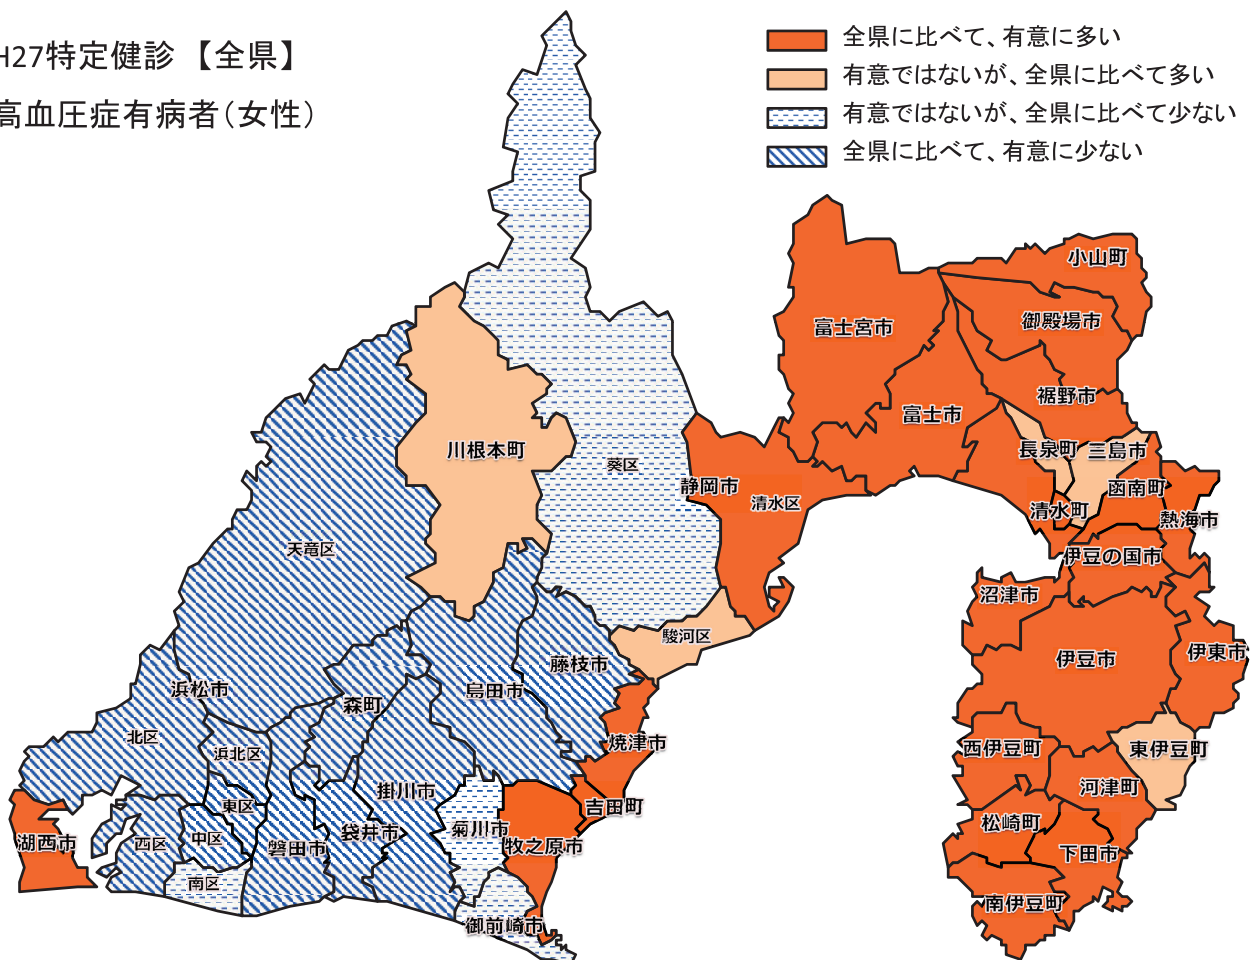 H27特定健診 【全県】
高血圧症有病者(女性)
全県に比べて、有意に多い
有意ではないが、全県に比べて多い
有意ではないが、全県に比べて少ない
全県に比べて、有意に少ない
小山町
御殿場市
富士宮市
裾野市
富士市
長泉町
三島市
川根本町
葵区
静岡市
清水区
函南町
清水町
熱海市
天竜区
伊豆の国市
沼津市
駿河区
伊豆市
伊東市
藤枝市
島田市
浜松市
森町
北区
浜北区
焼津市
西伊豆町
東伊豆町
河津町
掛川市
東区
吉田町
湖西市
西区
中区
磐田市
袋井市
菊川市
牧之原市
松崎町
下田市
南区
南伊豆町
御前崎市